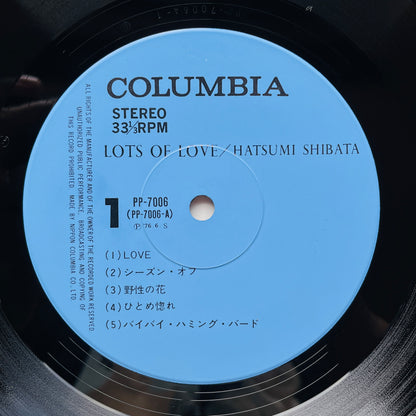 COLUMBIA
STEREO
33⅓RPM
LOTS OF LOVE/HATSUMI SHIBATA
1
PP-7006
(PP-7006-A)
Ⓟ'76.6.S
(1) LOVE
(2) シーズン・オフ
(3) 野性の花
(4) ひとめ惚れ
(5) バイバイ・ハミング・バード
ALL RIGHTS OF THE MANUFACTURER AND OF THE OWNER OF THE RECORDED WORK RESERVED
UNAUTHORIZED PUBLIC PERFORMANCE, BROADCASTING AND COPYING OF
THIS RECORD PROHIBITED. MADE BY NIPPON COLUMBIA CO. LTD.